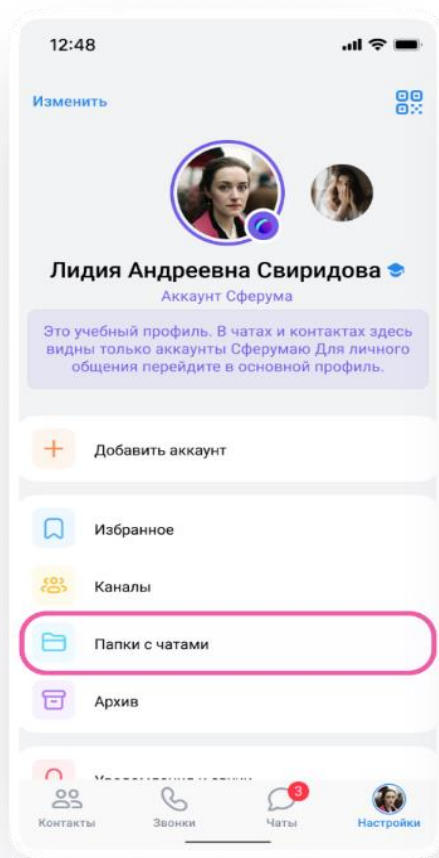 12:48
Изменить
Лидия Андреевна Свиридова
Аккаунт Сферума
Это учебный профиль. В чатах и контактах здесь
видны только аккаунты Сферумаю Для личного
общения перейдите в основной профиль.
Добавить аккаунт
Избранное
Каналы
Папки с чатами
Архив
3
Контакты
Звонки
Чаты
Настройки